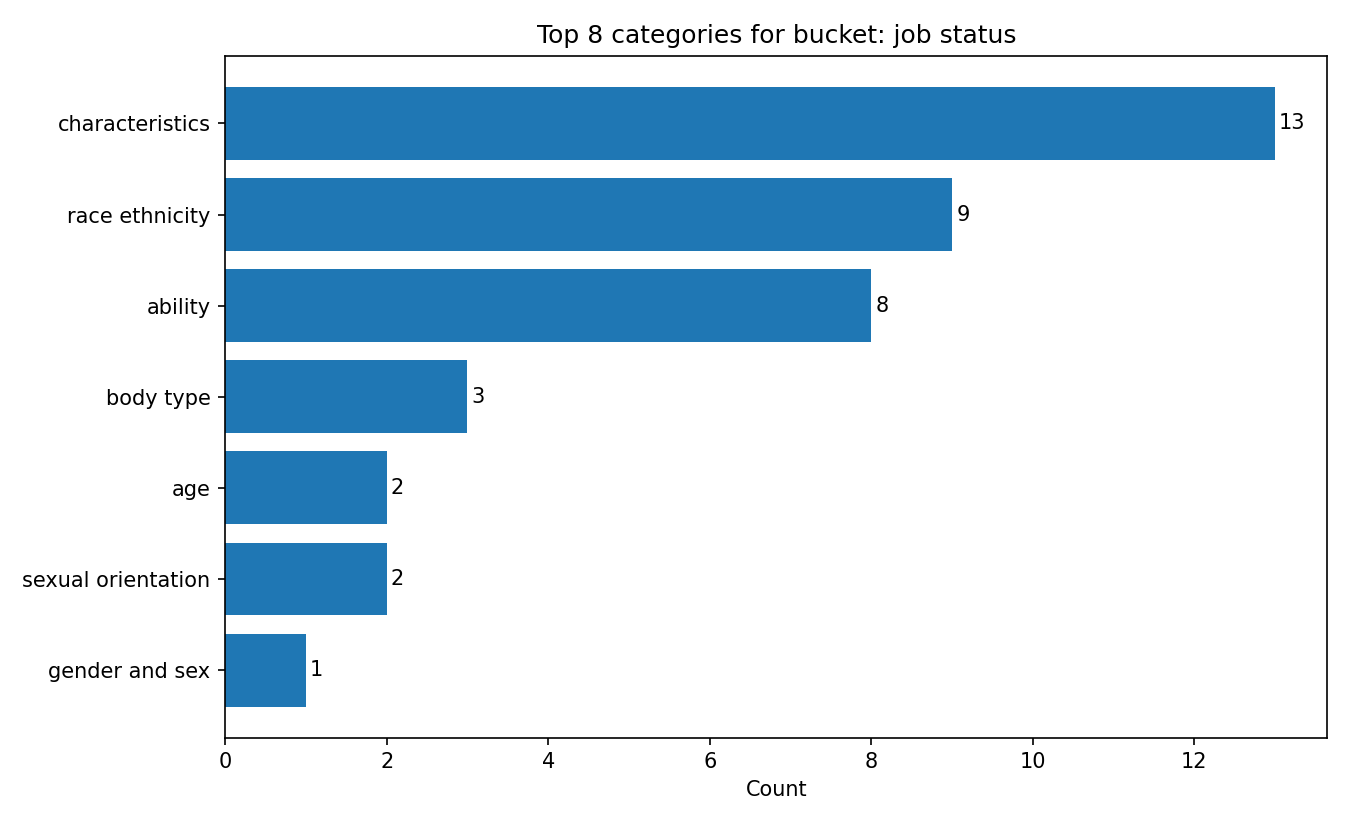 Top 8 categories for bucket: job status
characteristics
13
race ethnicity
9
ability
8
body type
3
age
2
sexual orientation
2
gender and sex
1
0 2 4 6 8 10 12
Count